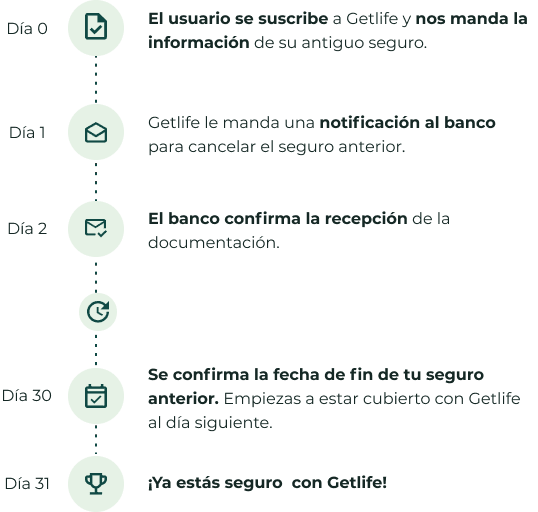 Día 0
El usuario se suscribe a Getlife y nos manda la
información de su antiguo seguro.
Día 1
Getlife le manda una notificación al banco
para cancelar el seguro anterior.
Día 2
El banco confirma la recepción de la
documentación.
Día 30
Se confirma la fecha de fin de tu seguro
anterior. Empiezas a estar cubierto con Getlife
al día siguiente.
Día 31
¡Ya estás seguro  con Getlife!